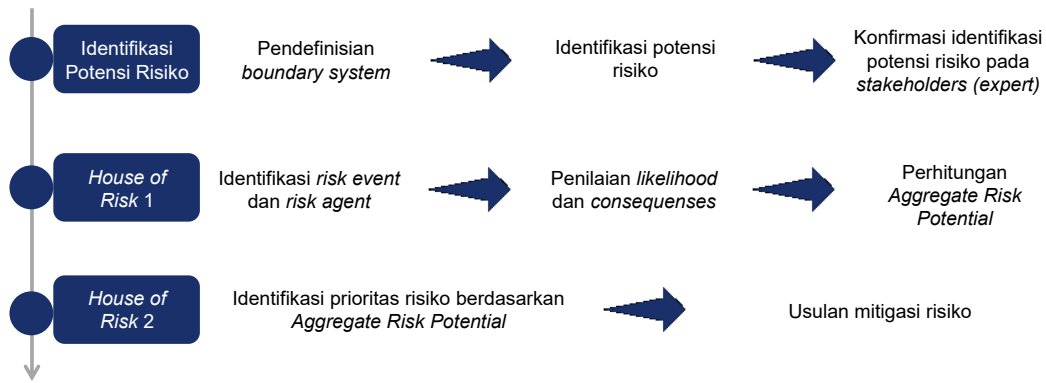 Identifikasi
Potensi Risiko
Pendefinisian
boundary system
Identifikasi potensi
risiko
Konfirmasi identifikasi
potensi risiko pada
stakeholders (expert)
House of
Risk 1
Identifikasi risk event
dan risk agent
Penilaian likelihood
dan consequenses
Perhitungan
Aggregate Risk
Potential
House of
Risk 2
Identifikasi prioritas risiko berdasarkan
Aggregate Risk Potential
Usulan mitigasi risiko